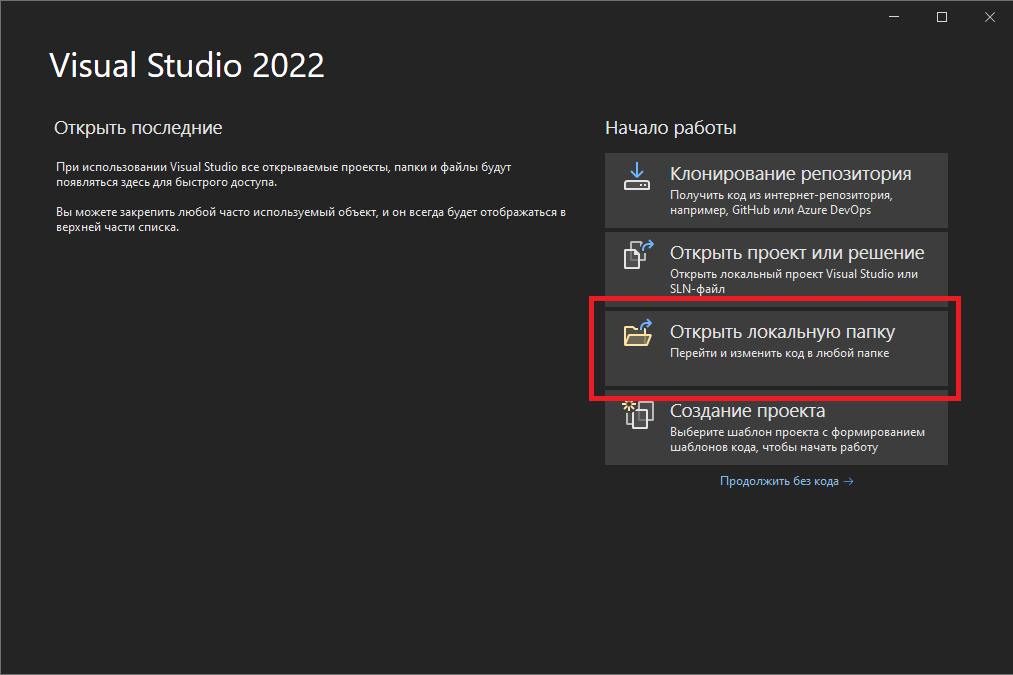 Visual Studio 2022
Открыть последние
При использовании Visual Studio все открываемые проекты, папки и файлы будут
появляться здесь для быстрого доступа.
Вы можете закрепить любой часто используемый объект, и он всегда будет отображаться в
верхней части списка.
Начало работы
Клонирование репозитория
Получить код из интернет-репозитория,
например, GitHub или Azure DevOps
Открыть проект или решение
Открыть локальный проект Visual Studio или
SLN-файл
Открыть локальную папку
Перейти и изменить код в любой папке
Создание проекта
Выберите шаблон проекта с формированием
шаблонов кода, чтобы начать работу
Продолжить без кода →